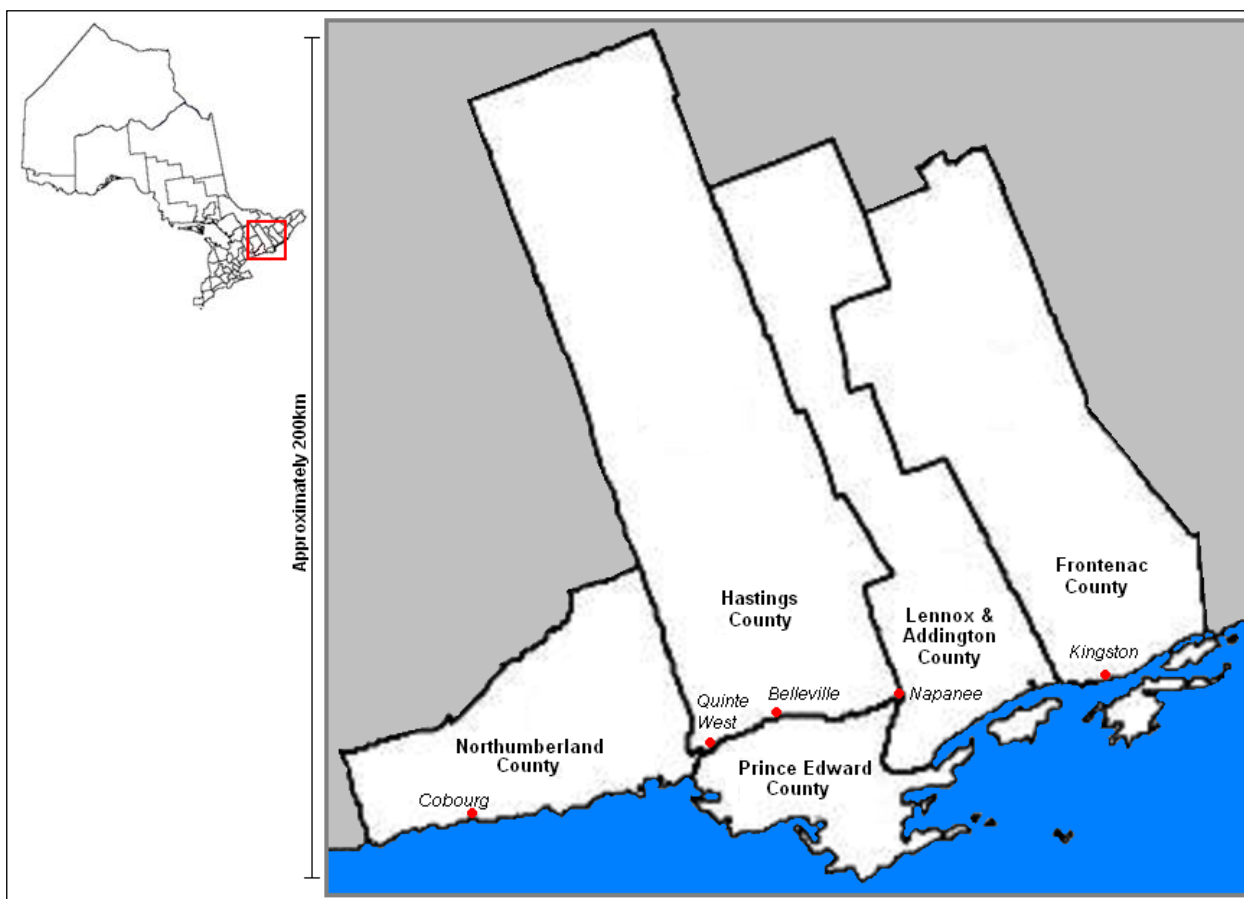 Approximately 200km
Hastings
County
Frontenac
County
Lennox &
Addington
County
Kingston
Quinte
West
Belleville
Napanee
Northumberland
County
Prince Edward
County
Cobourg